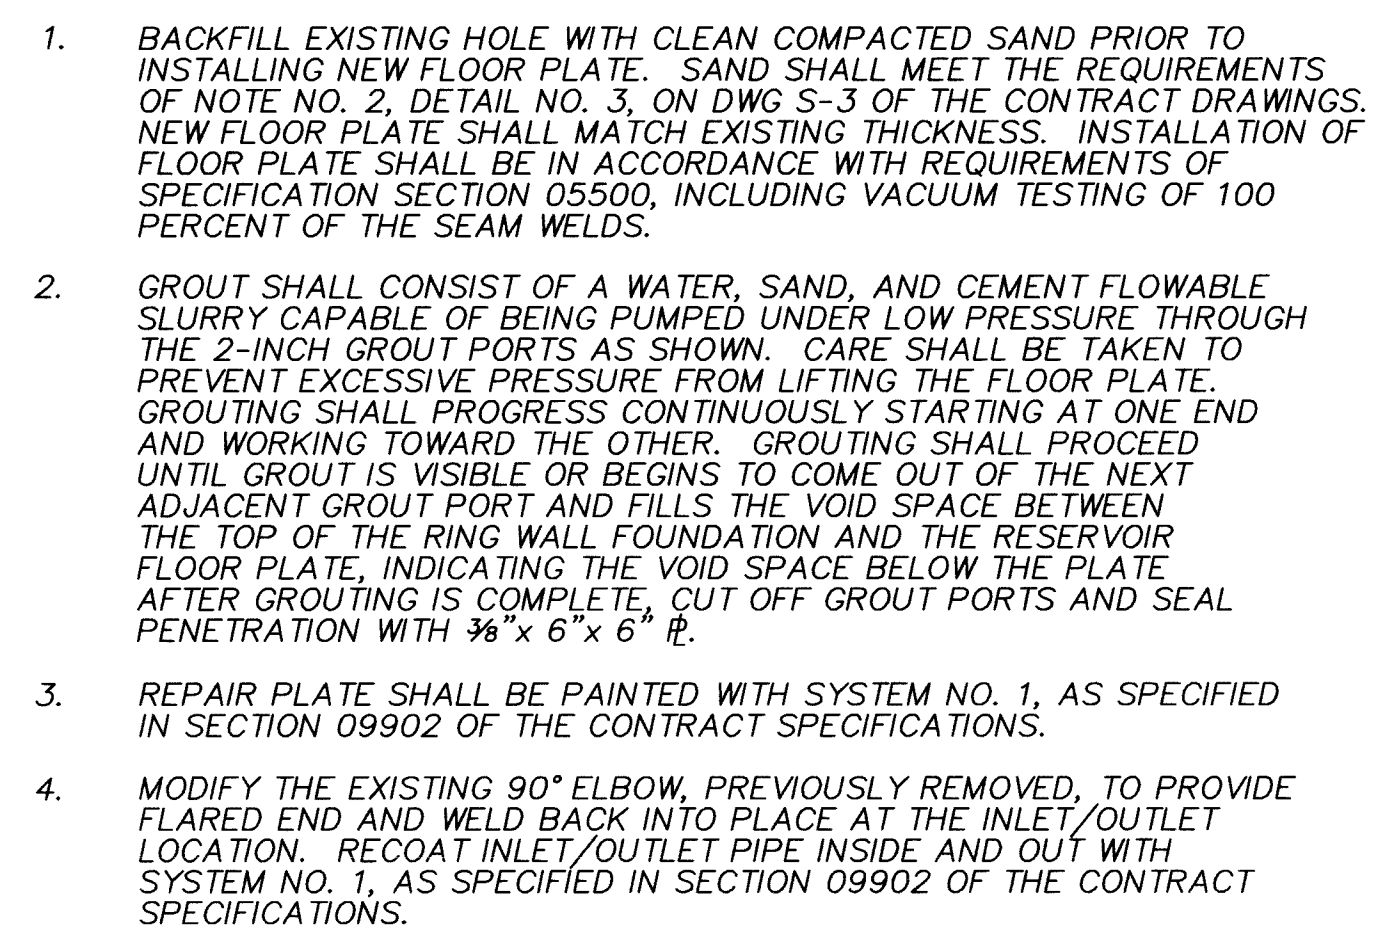 1. BACKFILL EXISTING HOLE WITH CLEAN COMPACTED SAND PRIOR TO
INSTALLING NEW FLOOR PLATE. SAND SHALL MEET THE REQUIREMENTS
OF NOTE NO. 2, DETAIL NO. 3, ON DWG S-3 OF THE CONTRACT DRAWINGS.
NEW FLOOR PLATE SHALL MATCH EXISTING THICKNESS. INSTALLATION OF
FLOOR PLATE SHALL BE IN ACCORDANCE WITH REQUIREMENTS OF
SPECIFICATION SECTION 05500, INCLUDING VACUUM TESTING OF 100
PERCENT OF THE SEAM WELDS.
2. GROUT SHALL CONSIST OF A WATER, SAND, AND CEMENT FLOWABLE
SLURRY CAPABLE OF BEING PUMPED UNDER LOW PRESSURE THROUGH
THE 2-INCH GROUT PORTS AS SHOWN. CARE SHALL BE TAKEN TO
PREVENT EXCESSIVE PRESSURE FROM LIFTING THE FLOOR PLATE.
GROUTING SHALL PROGRESS CONTINUOUSLY STARTING AT ONE END
AND WORKING TOWARD THE OTHER. GROUTING SHALL PROCEED
UNTIL GROUT IS VISIBLE OR BEGINS TO COME OUT OF THE NEXT
ADJACENT GROUT PORT AND FILLS THE VOID SPACE BETWEEN
THE TOP OF THE RING WALL FOUNDATION AND THE RESERVOIR
FLOOR PLATE, INDICATING THE VOID SPACE BELOW THE PLATE
AFTER GROUTING IS COMPLETE, CUT OFF GROUT PORTS AND SEAL
PENETRATION WITH ⅜"x 6"x 6" ⅊.
3. REPAIR PLATE SHALL BE PAINTED WITH SYSTEM NO. 1, AS SPECIFIED
IN SECTION 09902 OF THE CONTRACT SPECIFICATIONS.
4. MODIFY THE EXISTING 90° ELBOW, PREVIOUSLY REMOVED, TO PROVIDE
FLARED END AND WELD BACK INTO PLACE AT THE INLET/OUTLET
LOCATION. RECOAT INLET/OUTLET PIPE INSIDE AND OUT WITH
SYSTEM NO. 1, AS SPECIFIED IN SECTION 09902 OF THE CONTRACT
SPECIFICATIONS.